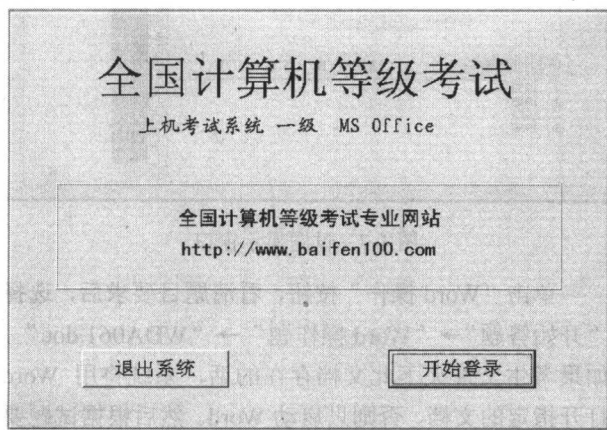 全国计算机等级考试
上机考试系统 一级 MS Office
全国计算机等级考试专业网站
http://www.baifen100.com
退出系统
开始登录